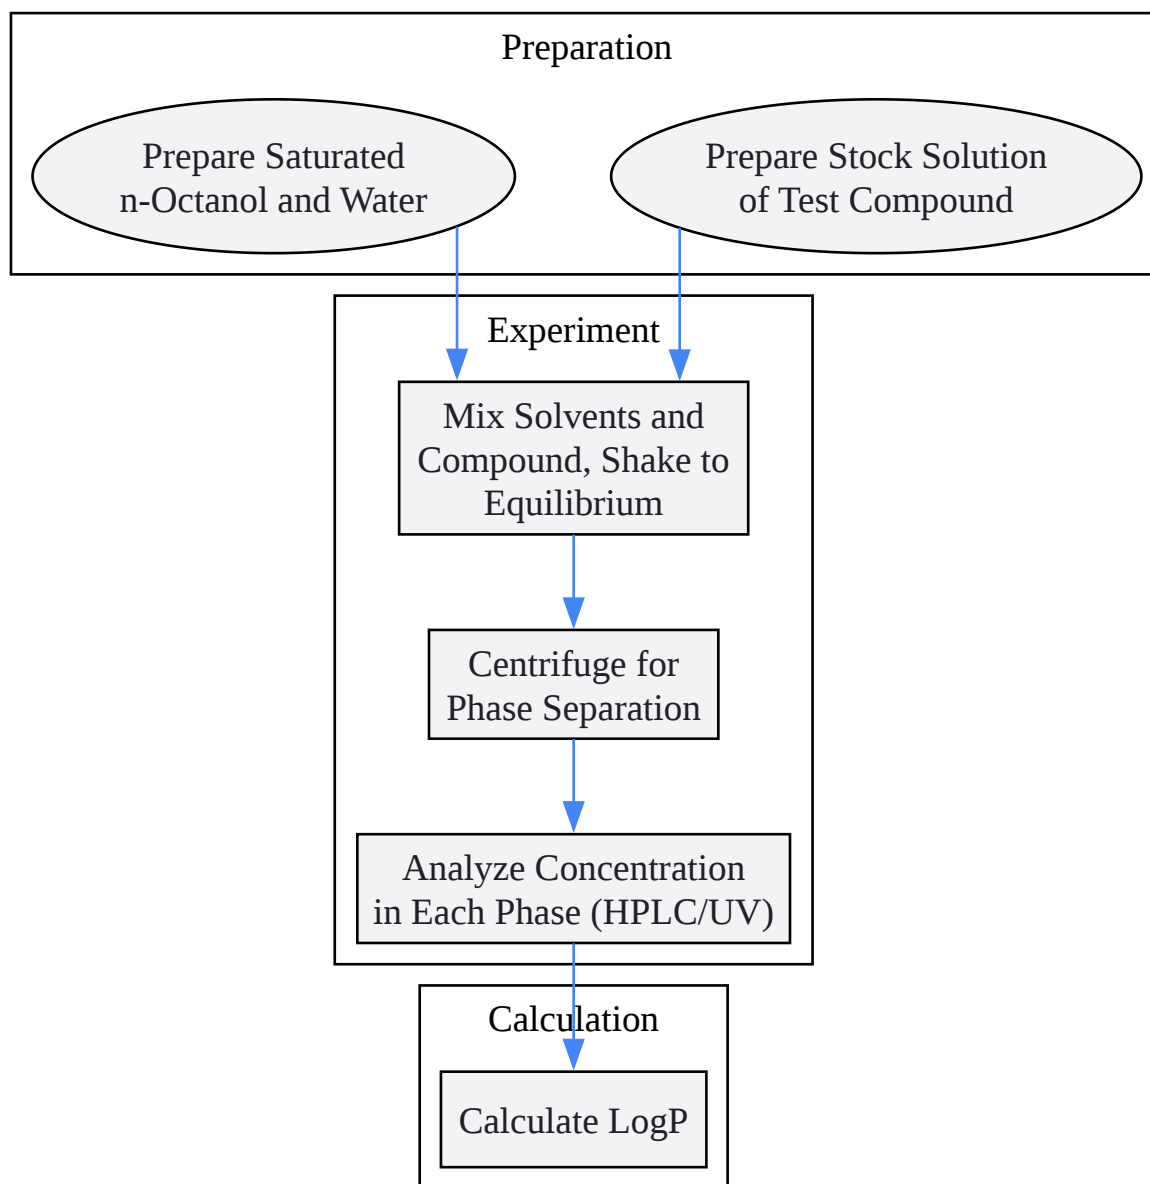 Preparation
Prepare Saturated
n-Octanol and Water
Prepare Stock Solution
of Test Compound
Experiment
Mix Solvents and
Compound, Shake to
Equilibrium
Centrifuge for
Phase Separation
Analyze Concentration
in Each Phase (HPLC/UV)
Calculation
Calculate LogP